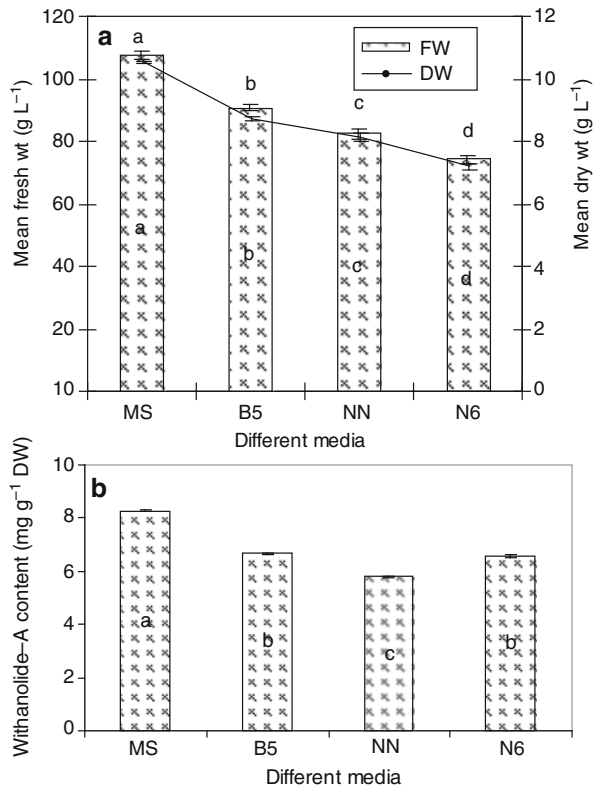 a
Mean fresh wt (g L⁻¹)
120
100
80
60
40
20
10
Mean dry wt (g L⁻¹)
12
10
8
6
4
2
0
FW
DW
a
b
c
d
a
b
c
d
MS B5 NN N6
Different media
b
Withanolide–A content (mg g⁻¹ DW)
10
8
6
4
2
0
a
b
c
b
MS B5 NN N6
Different media